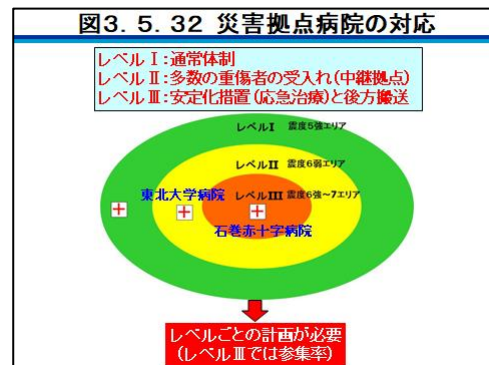 図3. 5. 32 災害拠点病院の対応
レベルⅠ:通常体制
レベルⅡ:多数の重傷者の受入れ(中継拠点)
レベルⅢ:安定化措置(応急治療)と後方搬送
レベルⅠ 震度5強エリア
レベルⅡ 震度6弱エリア
東北大学病院
レベルⅢ 震度6強~7エリア
石巻赤十字病院
レベルごとの計画が必要
(レベルⅢでは参集率)